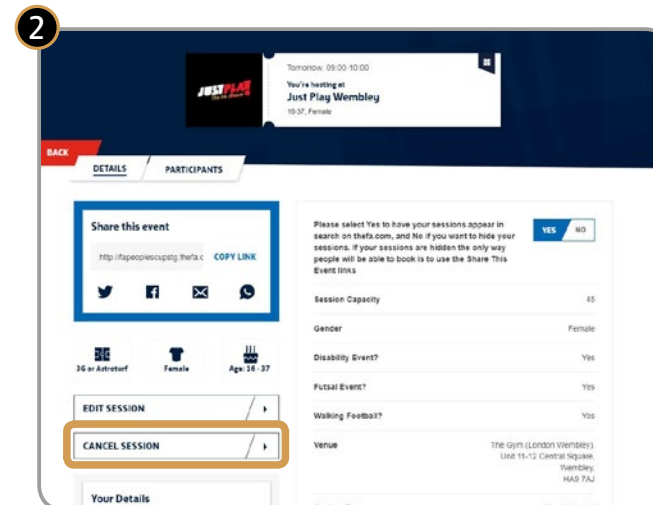 2
JUSTPLAY
Tomorrow, 09:00-10:00
You're hosting at
Just Play Wembley
16-37, Female
BACK
DETAILS
PARTICIPANTS
Share this event
http://fapeoplescupstg.thefa.c
COPY LINK
36 or Astroturf
Female
Age: 16 - 37
EDIT SESSION
CANCEL SESSION
Your Details
Please select Yes to have your sessions appear in
search on thefa.com, and No if you want to hide your
sessions. If your sessions are hidden the only way
people will be able to book is to use the Share This
Event links
YES
NO
Session Capacity
45
Gender
Female
Disability Event?
Yes
Futsal Event?
Yes
Walking Football?
Yes
Venue
The Gym (London Wembley),
Unit 11-12 Central Square,
Wembley,
HA9 7AJ